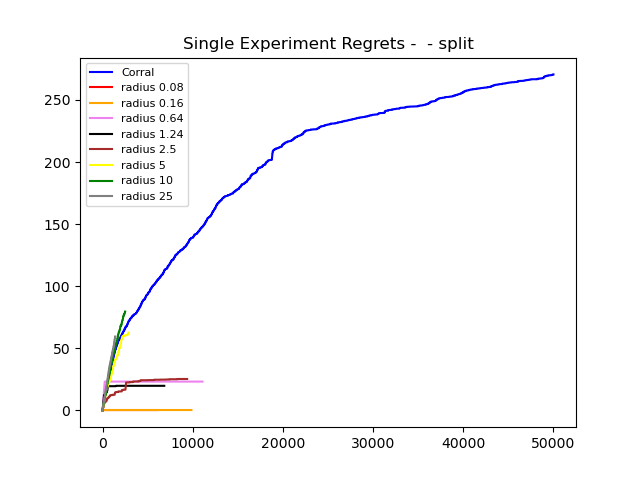 Single Experiment Regrets -  - split
Corral
radius 0.08
radius 0.16
radius 0.64
radius 1.24
radius 2.5
radius 5
radius 10
radius 25
250
200
150
100
50
0
0 10000 20000 30000 40000 50000